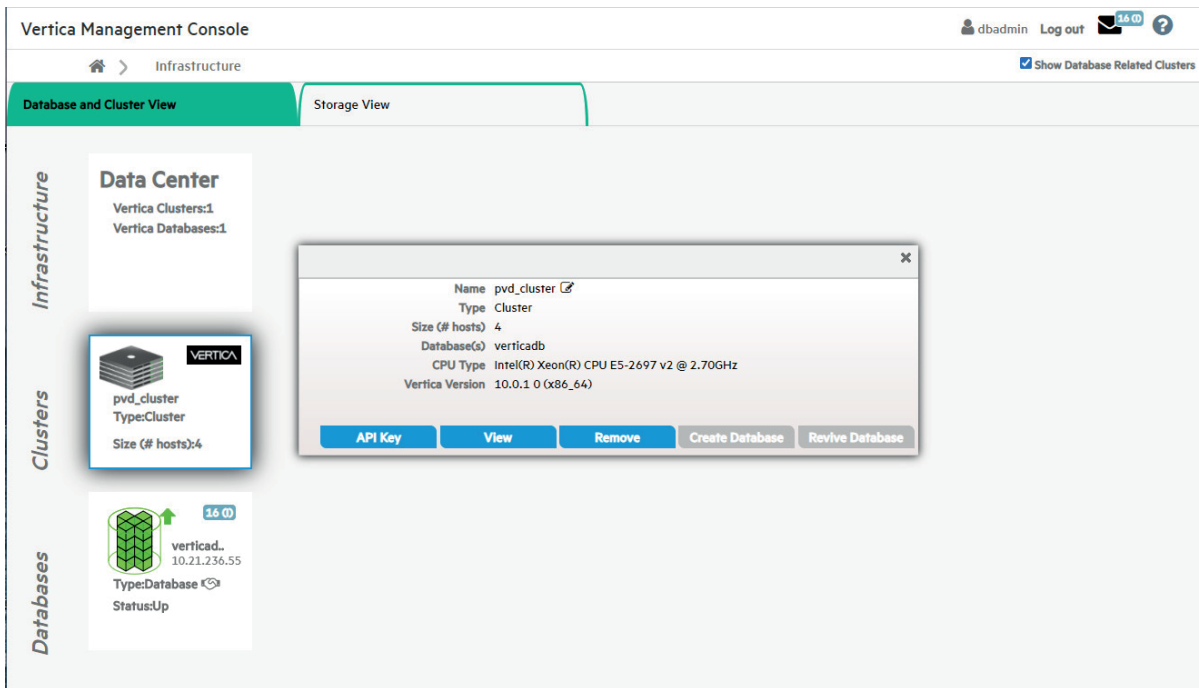 Vertica Management Console
dbadmin Log out 16
Infrastructure
Show Database Related Clusters
Database and Cluster View
Storage View
Infrastructure
Data Center
Vertica Clusters:1
Vertica Databases:1
Name pvd_cluster
Type Cluster
Size (# hosts) 4
Database(s) verticadb
CPU Type Intel(R) Xeon(R) CPU E5-2697 v2 @ 2.70GHz
Vertica Version 10.0.1 0 (x86_64)
API Key View Remove Create Database Revive Database
Clusters
VERTICA
pvd_cluster
Type:Cluster
Size (# hosts):4
Databases
16
verticad..
10.21.236.55
Type:Database
Status:Up